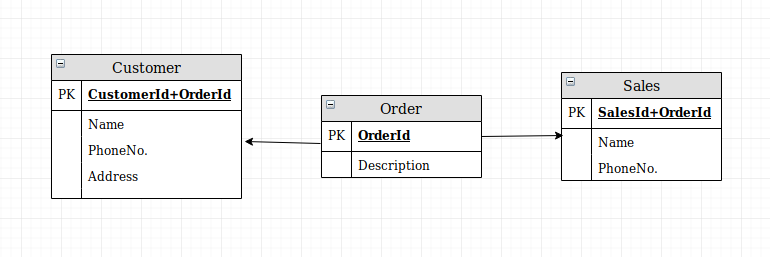 Customer
PK CustomerId+OrderId
Name
PhoneNo.
Address
Order
PK OrderId
Description
Sales
PK SalesId+OrderId
Name
PhoneNo.